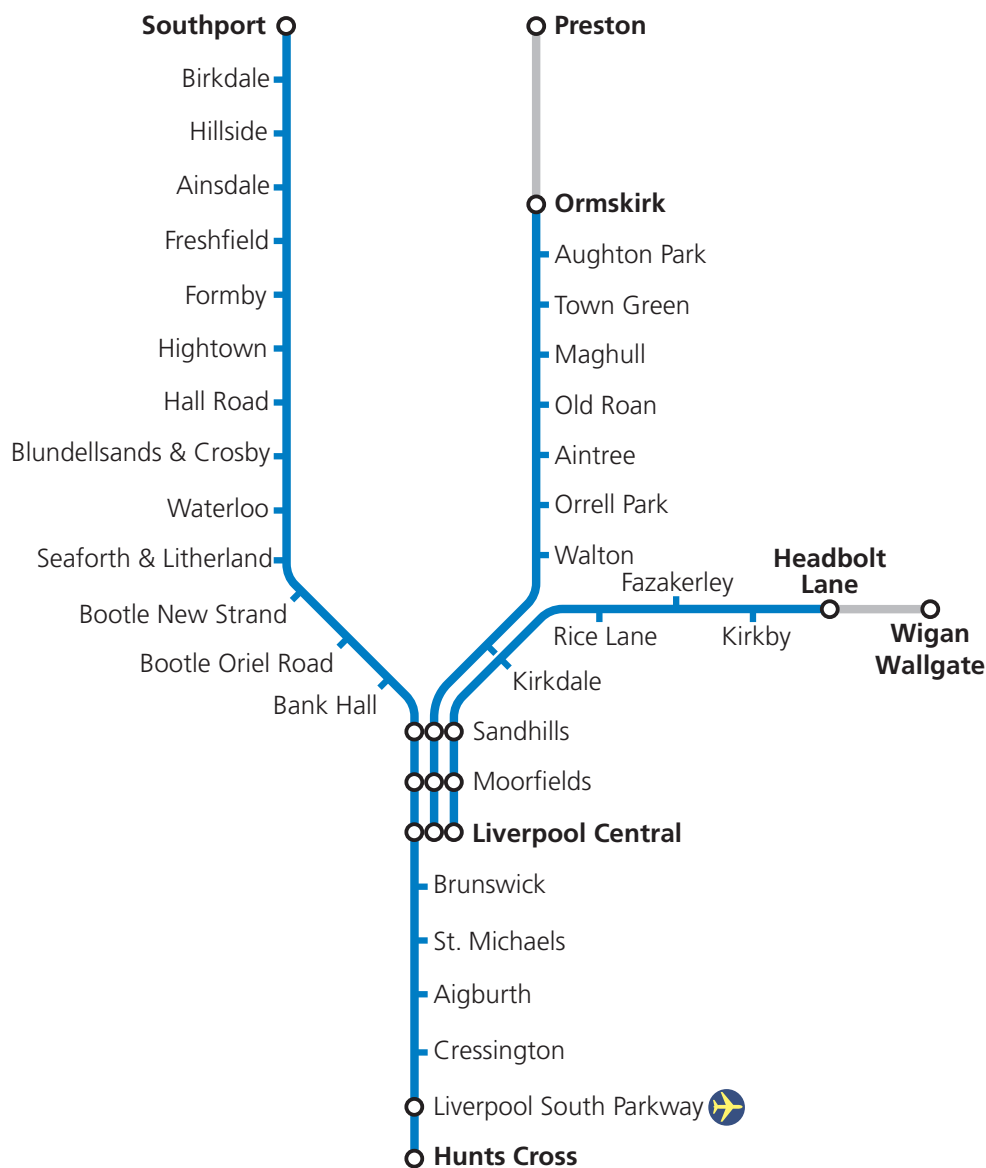 Southport
Birkdale
Hillside
Ainsdale
Freshfield
Formby
Hightown
Hall Road
Blundellsands & Crosby
Waterloo
Seaforth & Litherland
Bootle New Strand
Bootle Oriel Road
Bank Hall
Preston
Ormskirk
Aughton Park
Town Green
Maghull
Old Roan
Aintree
Orrell Park
Walton
Fazakerley
Rice Lane
Kirkby
Headbolt
Lane
Wigan
Wallgate
Kirkdale
Sandhills
Moorfields
Liverpool Central
Brunswick
St. Michaels
Aigburth
Cressington
Liverpool South Parkway
Hunts Cross